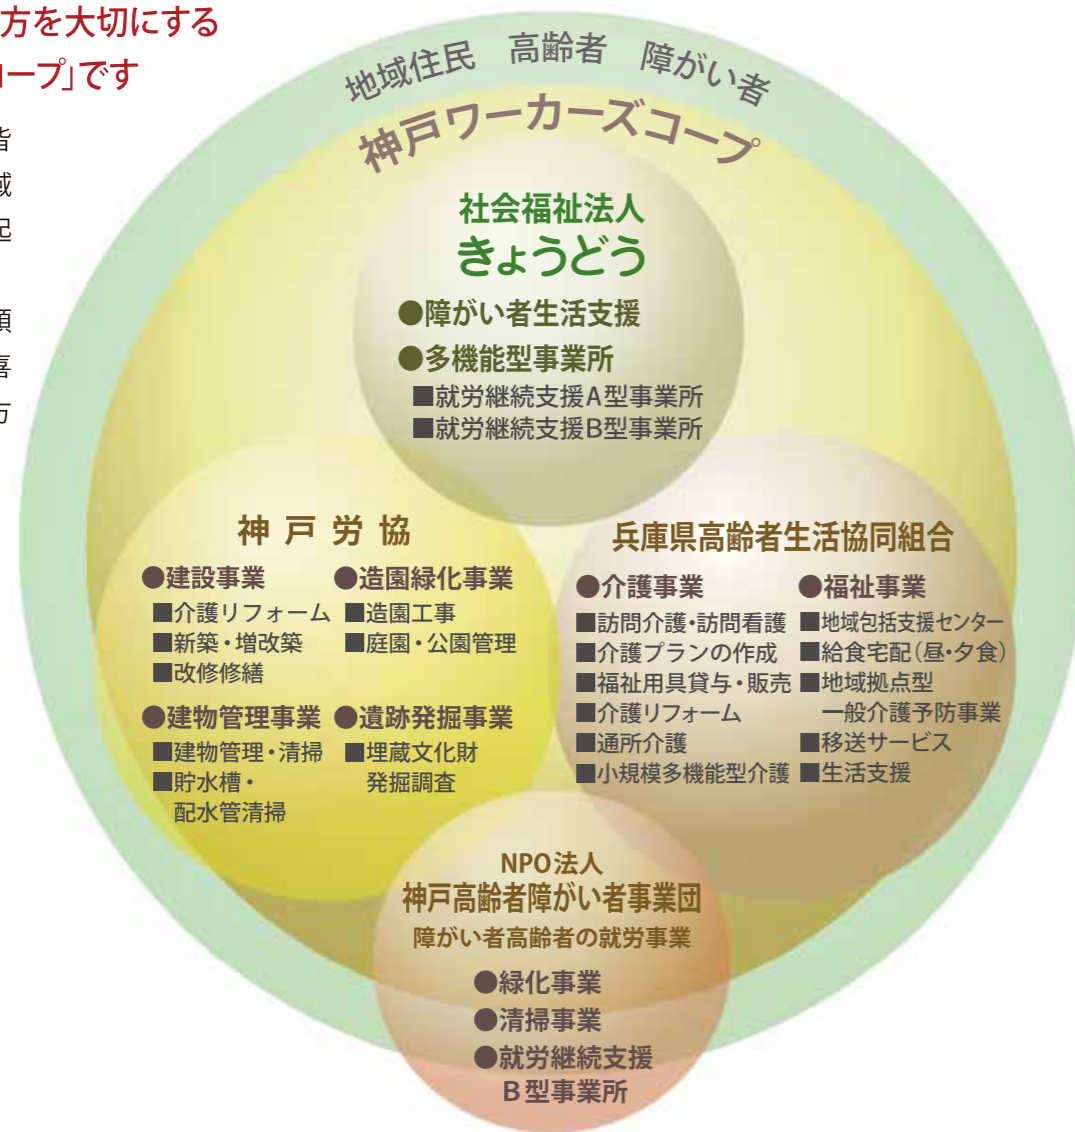 方を大切にする
ープ」です
皆
域
起
頃
喜
方
地域住民　高齢者　障がい者
神戸ワーカーズコープ
社会福祉法人
きょうどう
●障がい者生活支援
●多機能型事業所
■就労継続支援A型事業所
■就労継続支援B型事業所
神戸労協
●建設事業
■介護リフォーム
■新築・増改築
■改修修繕
●造園緑化事業
■造園工事
■庭園・公園管理
●建物管理事業
■建物管理・清掃
■貯水槽・
配水管清掃
●遺跡発掘事業
■埋蔵文化財
発掘調査
兵庫県高齢者生活協同組合
●介護事業
■訪問介護・訪問看護
■介護プランの作成
■福祉用具貸与・販売
■介護リフォーム
■通所介護
■小規模多機能型介護
●福祉事業
■地域包括支援センター
■給食宅配（昼・夕食）
■地域拠点型
一般介護予防事業
■移送サービス
■生活支援
NPO法人
神戸高齢者障がい者事業団
障がい者高齢者の就労事業
●緑化事業
●清掃事業
●就労継続支援
B型事業所